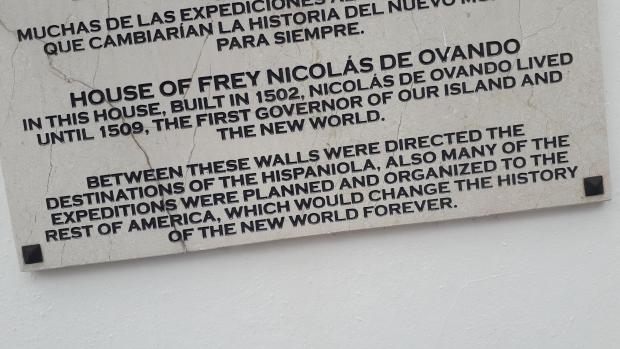 MUCHAS DE LAS EXPEDICIONES
QUE CAMBIARÍAN LA HISTORIA DEL NUEVO
PARA SIEMPRE.
HOUSE OF FREY NICOLÁS DE OVANDO
IN THIS HOUSE, BUILT IN 1502, NICOLÁS DE OVANDO LIVED
UNTIL 1509, THE FIRST GOVERNOR OF OUR ISLAND AND
THE NEW WORLD.
BETWEEN THESE WALLS WERE DIRECTED THE
DESTINATIONS OF THE HISPANIOLA, ALSO MANY OF THE
EXPEDITIONS WERE PLANNED AND ORGANIZED TO THE
REST OF AMERICA, WHICH WOULD CHANGE THE HISTORY
OF THE NEW WORLD FOREVER.